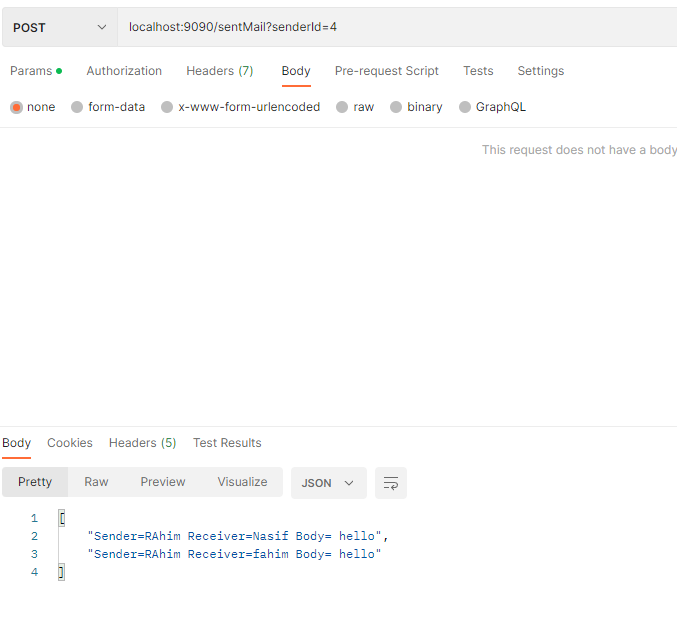 POST localhost:9090/sentMail?senderId=4
Params Authorization Headers (7) Body Pre-request Script Tests Settings
none form-data x-www-form-urlencoded raw binary GraphQL
This request does not have a body
Body Cookies Headers (5) Test Results
Pretty Raw Preview Visualize JSON
1 [
2 "Sender=RAhim Receiver=Nasif Body= hello",
3 "Sender=RAhim Receiver=fahim Body= hello"
4 ]